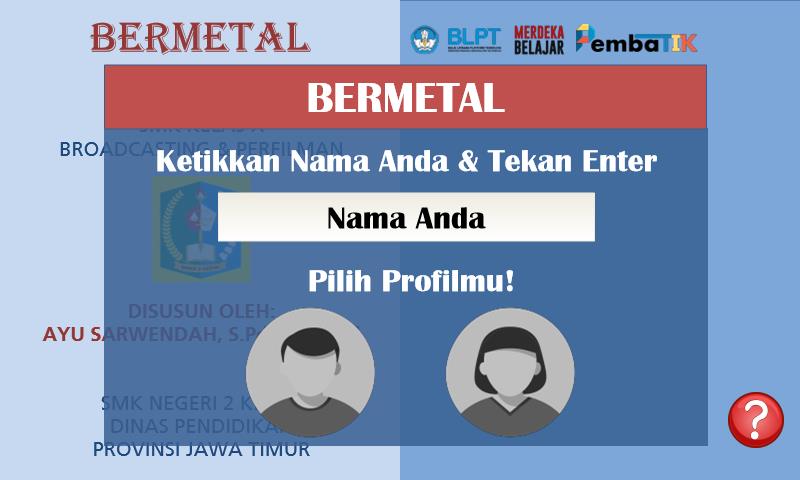 BERMETAL
BLPT
MERDEKA
BELAJAR
PembaTIK
BERMETAL
BROADCASTING & PERFILMAN
Ketikkan Nama Anda & Tekan Enter
Nama Anda
Pilih Profilmu!
DISUSUN OLEH:
AYU SARWENDAH, S.P
SMK NEGERI 2 K
DINAS PENDIDIKA
PROVINSI JAWA TIMUR
?